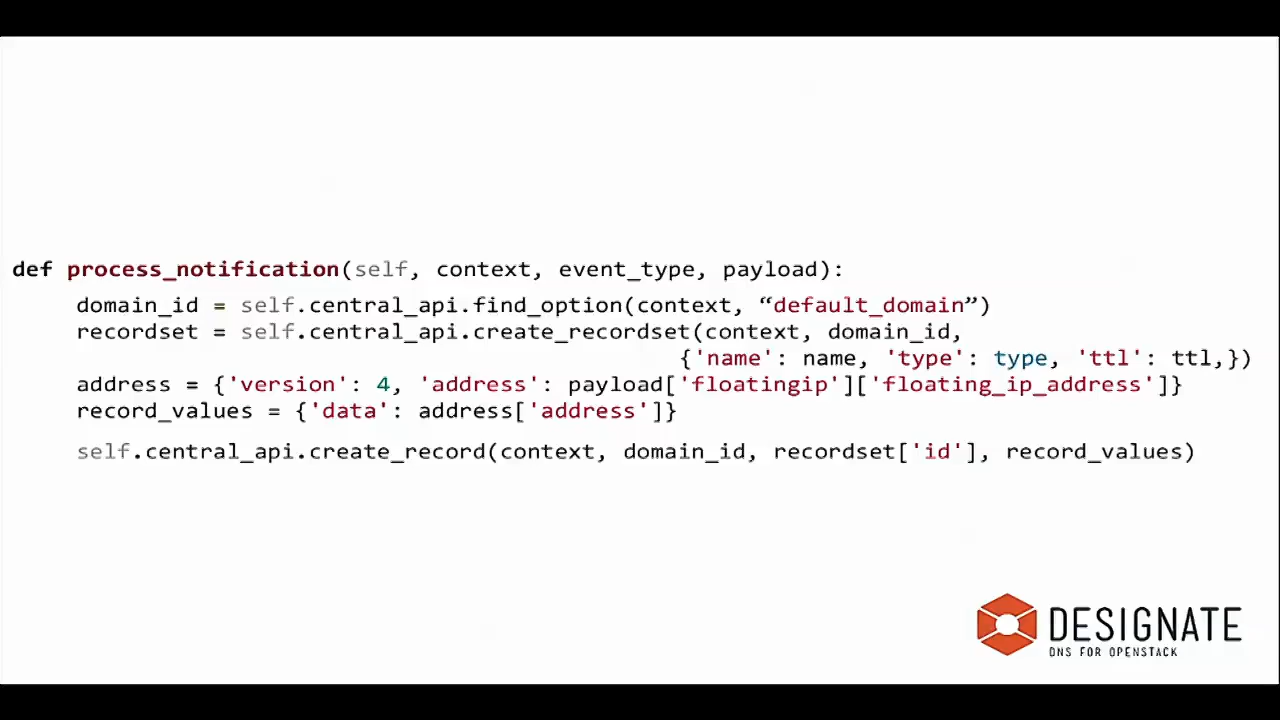 def process_notification(self, context, event_type, payload):
domain_id = self.central_api.find_option(context, “default_domain”)
recordset = self.central_api.create_recordset(context, domain_id,
{'name': name, 'type': type, 'ttl': ttl,})
address = {'version': 4, 'address': payload['floatingip']['floating_ip_address']}
record_values = {'data': address['address']}
self.central_api.create_record(context, domain_id, recordset['id'], record_values)
DESIGNATE
DNS FOR OPENSTACK